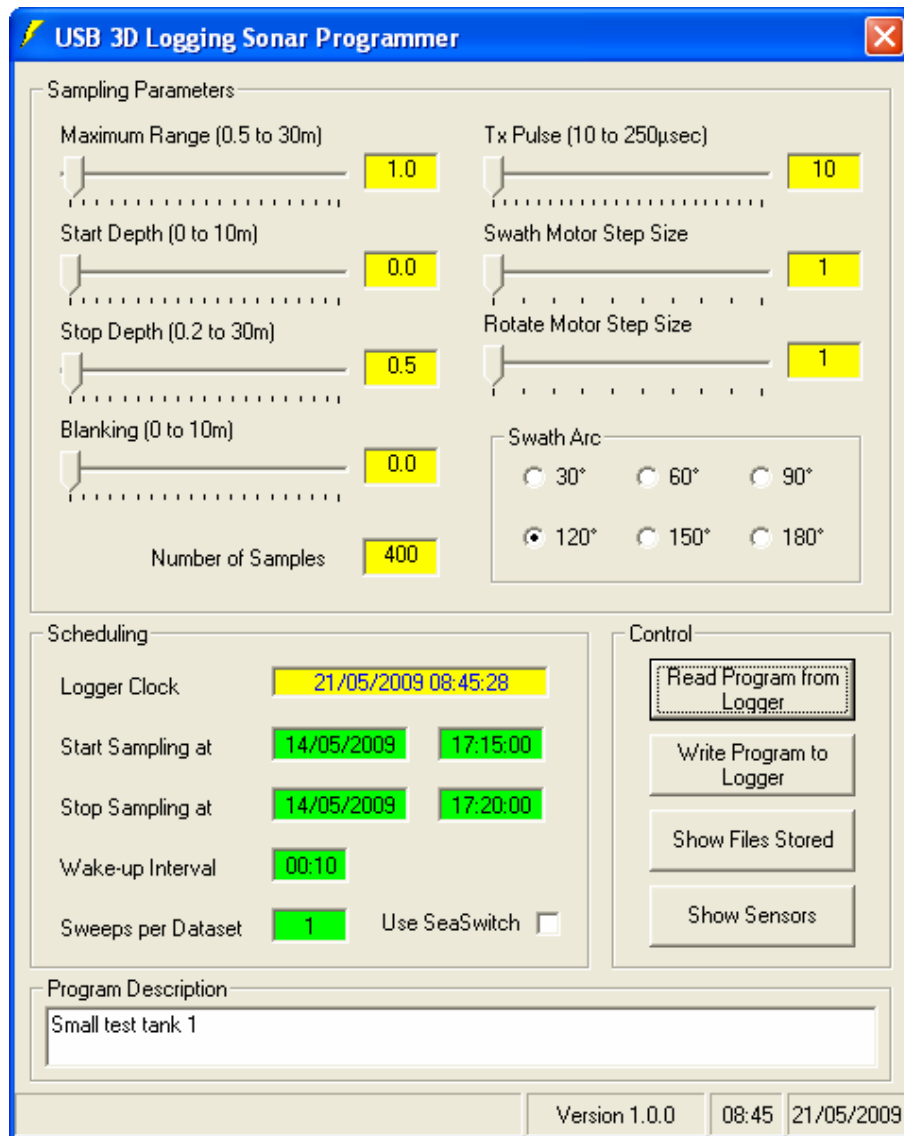 USB 3D Logging Sonar Programmer
Sampling Parameters
Maximum Range (0.5 to 30m)
1.0
Start Depth (0 to 10m)
0.0
Stop Depth (0.2 to 30m)
0.5
Blanking (0 to 10m)
0.0
Number of Samples
400
Tx Pulse (10 to 250µsec)
10
Swath Motor Step Size
1
Rotate Motor Step Size
1
Swath Arc
30° 60° 90°
120° 150° 180°
Scheduling
Logger Clock 21/05/2009 08:45:28
Start Sampling at 14/05/2009 17:15:00
Stop Sampling at 14/05/2009 17:20:00
Wake-up Interval 00:10
Sweeps per Dataset 1 Use SeaSwitch
Control
Read Program from
Logger
Write Program to
Logger
Show Files Stored
Show Sensors
Program Description
Small test tank 1
Version 1.0.0 08:45 21/05/2009